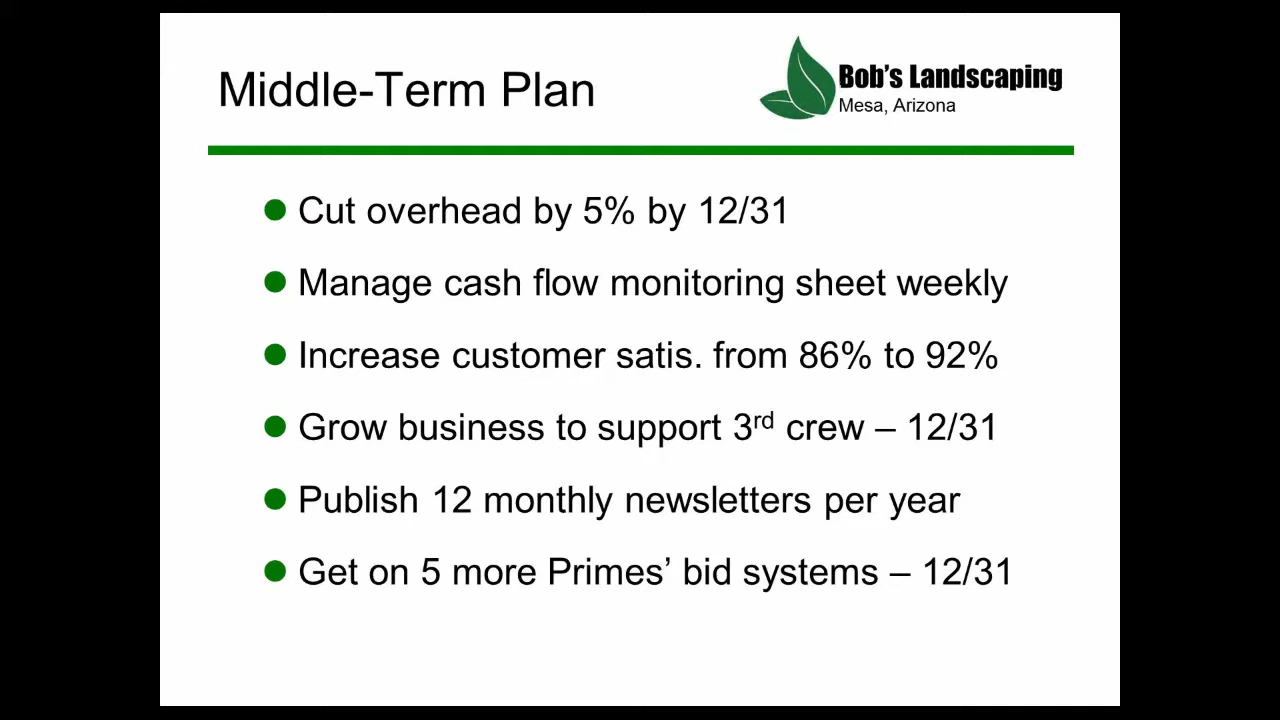 Middle-Term Plan
Bob's Landscaping
Mesa, Arizona
Cut overhead by 5% by 12/31
Manage cash flow monitoring sheet weekly
Increase customer satis. from 86% to 92%
Grow business to support 3rd crew – 12/31
Publish 12 monthly newsletters per year
Get on 5 more Primes’ bid systems – 12/31